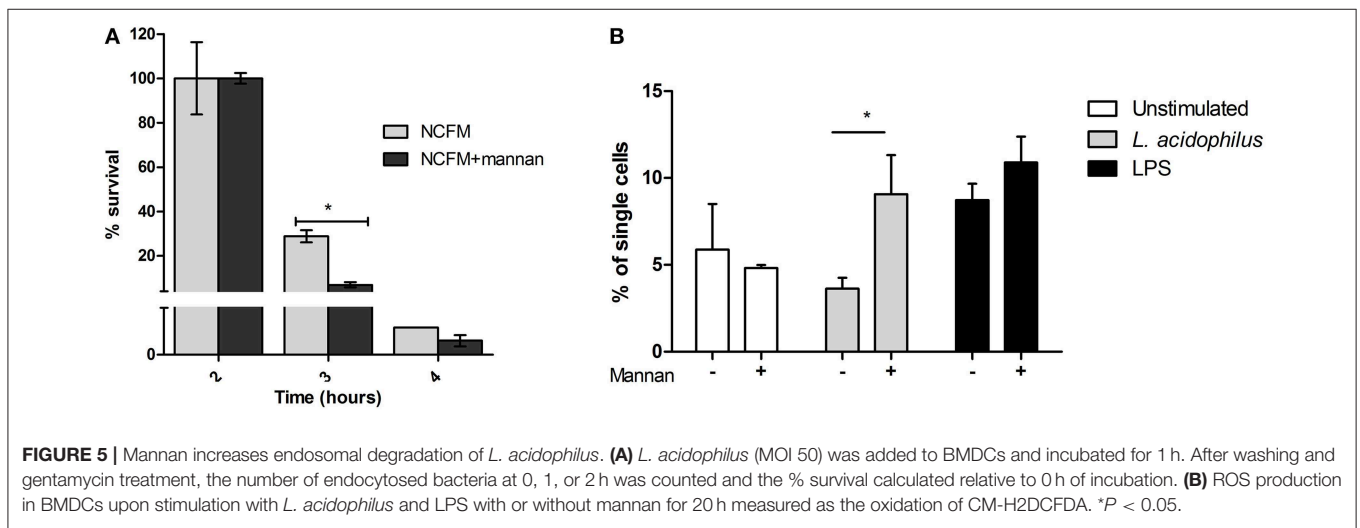 A
% survival
120
100
80
60
40
20
0
*
NCFM
NCFM+mannan
2
3
4
Time (hours)
B
% of single cells
15
10
5
0
*
Unstimulated
L. acidophilus
LPS
Mannan - + - + - +
FIGURE 5 | Mannan increases endosomal degradation of L. acidophilus. (A) L. acidophilus (MOI 50) was added to BMDCs and incubated for 1 h. After washing and
gentamycin treatment, the number of endocytosed bacteria at 0, 1, or 2 h was counted and the % survival calculated relative to 0 h of incubation. (B) ROS production
in BMDCs upon stimulation with L. acidophilus and LPS with or without mannan for 20 h measured as the oxidation of CM-H2DCFDA. *P < 0.05.